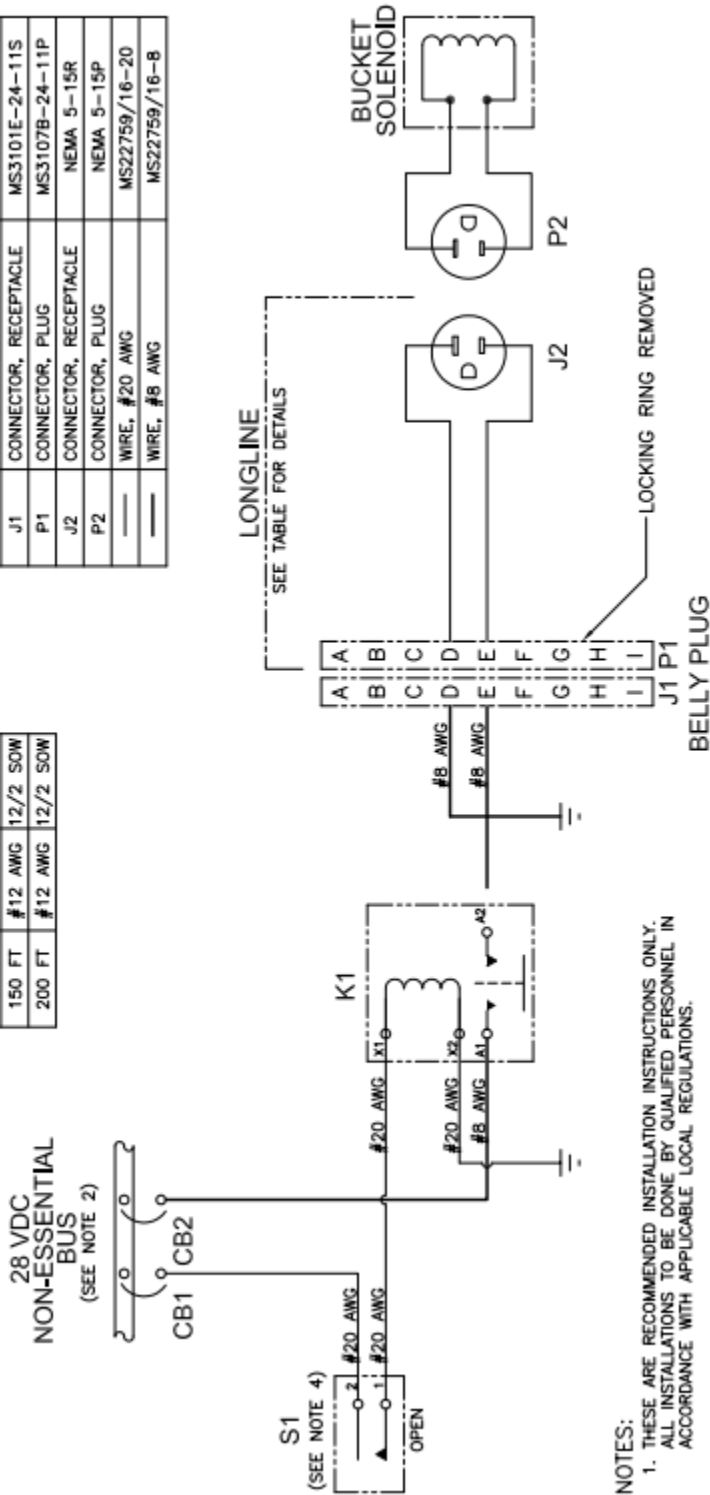 150 FT #12 AWG 12/2 SOW
200 FT #12 AWG 12/2 SOW
J1 CONNECTOR, RECEPTACLE MS3101E-24-11S
P1 CONNECTOR, PLUG MS3107B-24-11P
J2 CONNECTOR, RECEPTACLE NEMA 5-15R
P2 CONNECTOR, PLUG NEMA 5-15P
WIRE, #20 AWG MS22759/16-20
WIRE, #8 AWG MS22759/16-8
28 VDC
NON-ESSENTIAL
BUS
(SEE NOTE 2)
CB1
CB2
S1
(SEE NOTE 4)
2
#20 AWG
1
#20 AWG
OPEN
K1
X1
#20 AWG
X2
#20 AWG
A1
#8 AWG
A2
#8 AWG
#8 AWG
LONGLINE
SEE TABLE FOR DETAILS
A A
B B
C C
D D
E E
F F
G G
H H
I I
J1 P1
BELLY PLUG
LOCKING RING REMOVED
J2
P2
BUCKET
SOLENOID
NOTES:
1. THESE ARE RECOMMENDED INSTALLATION INSTRUCTIONS ONLY.
ALL INSTALLATIONS TO BE DONE BY QUALIFIED PERSONNEL IN
ACCORDANCE WITH APPLICABLE LOCAL REGULATIONS.